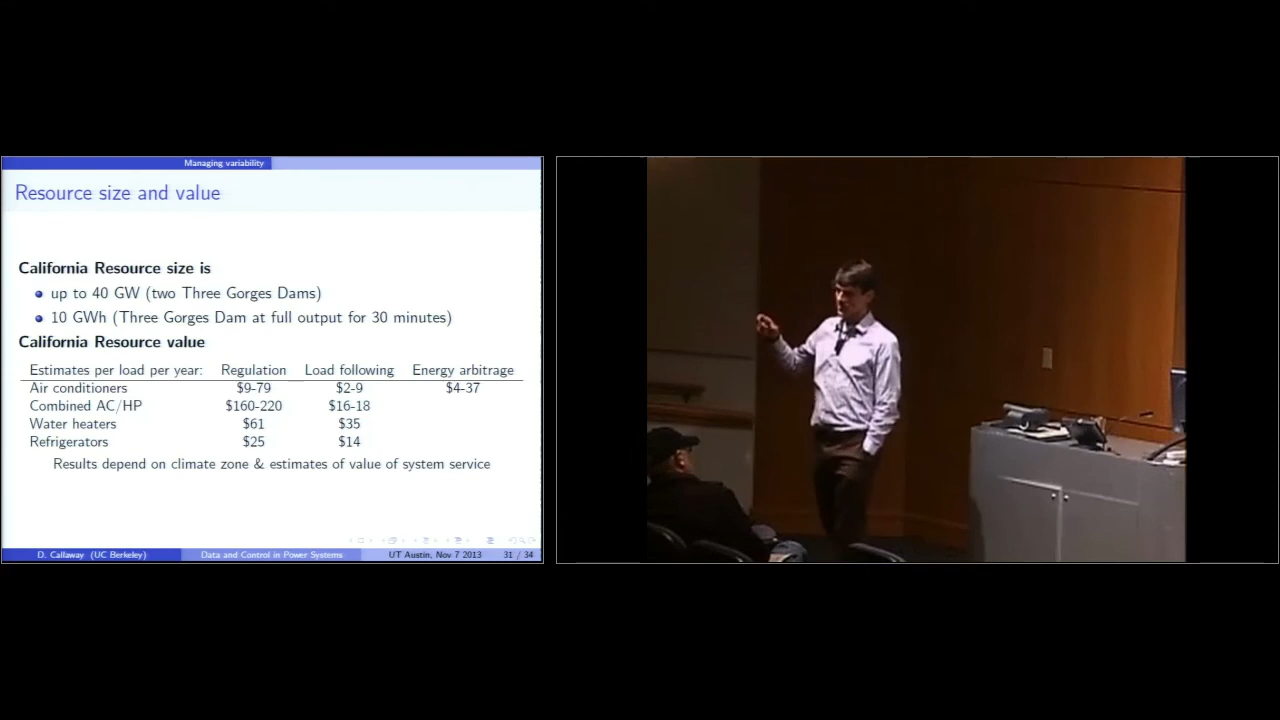 Managing variability
Resource size and value
California Resource size is
up to 40 GW (two Three Gorges Dams)
10 GWh (Three Gorges Dam at full output for 30 minutes)
California Resource value
Estimates per load per year: Regulation Load following Energy arbitrage
Air conditioners $9-79 $2-9 $4-37
Combined AC/HP $160-220 $16-18
Water heaters $61 $35
Refrigerators $25 $14
Results depend on climate zone & estimates of value of system service
D. Callaway (UC Berkeley) Data and Control in Power Systems UT Austin, Nov 7 2013 31 / 34